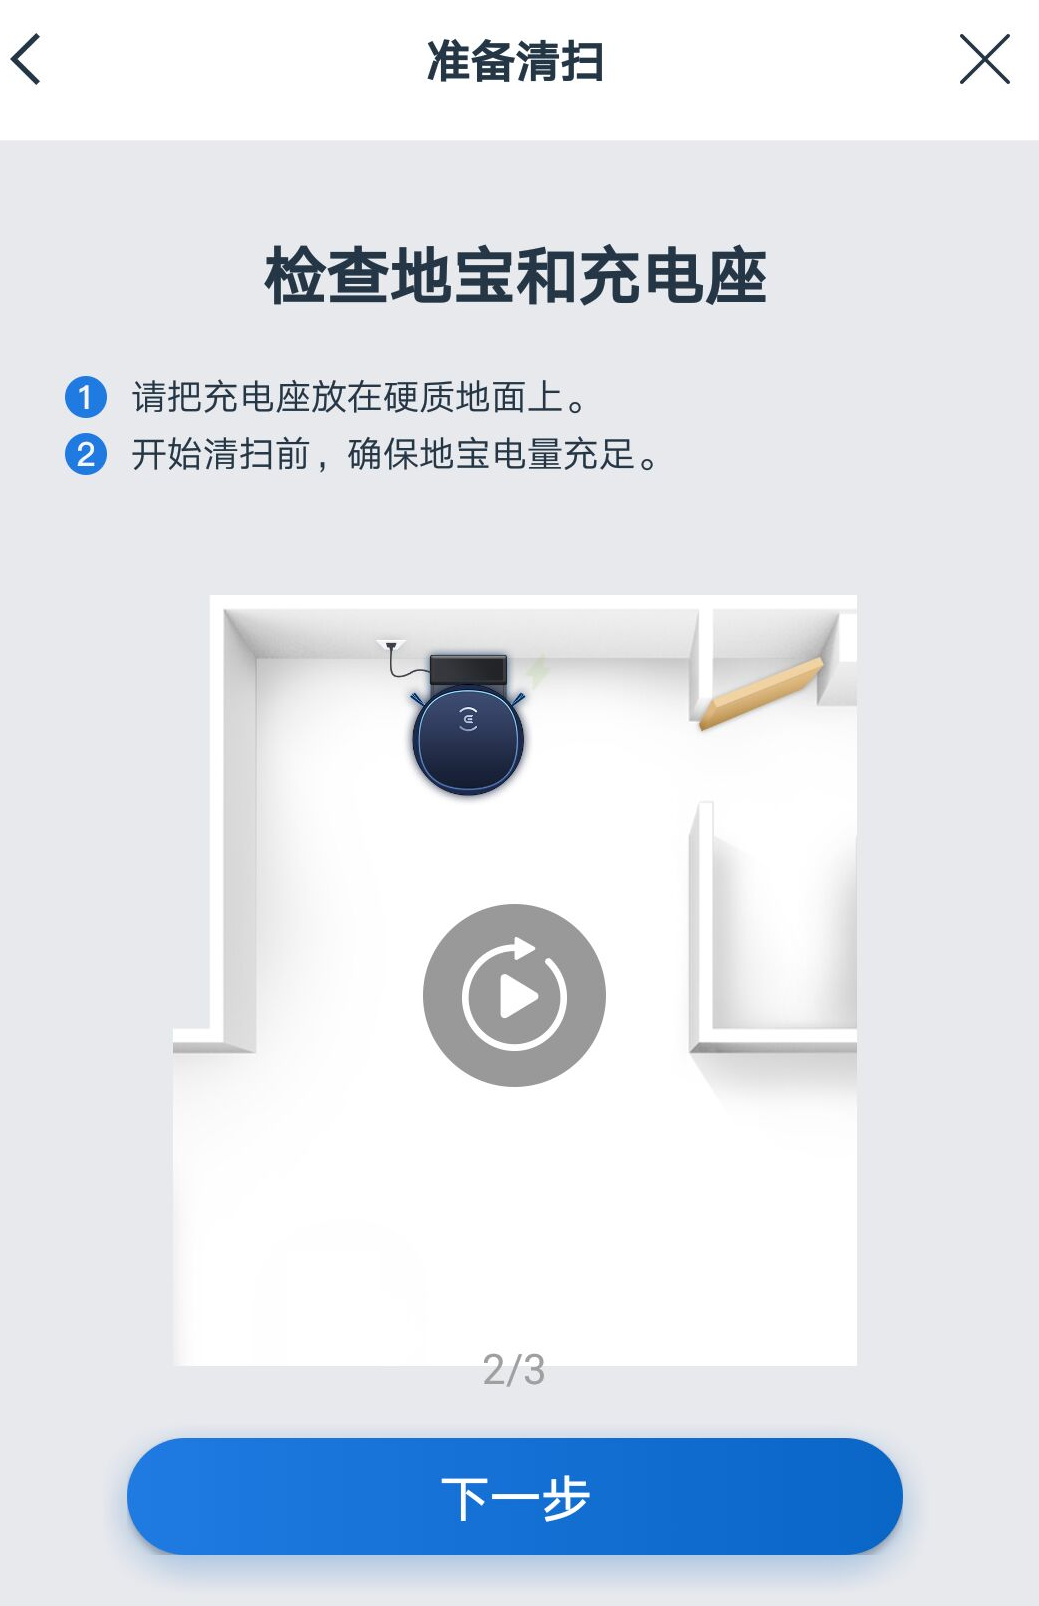 准备清扫
检查地宝和充电座
1 请把充电座放在硬质地面上。
2 开始清扫前，确保地宝电量充足。
2/3
下一步